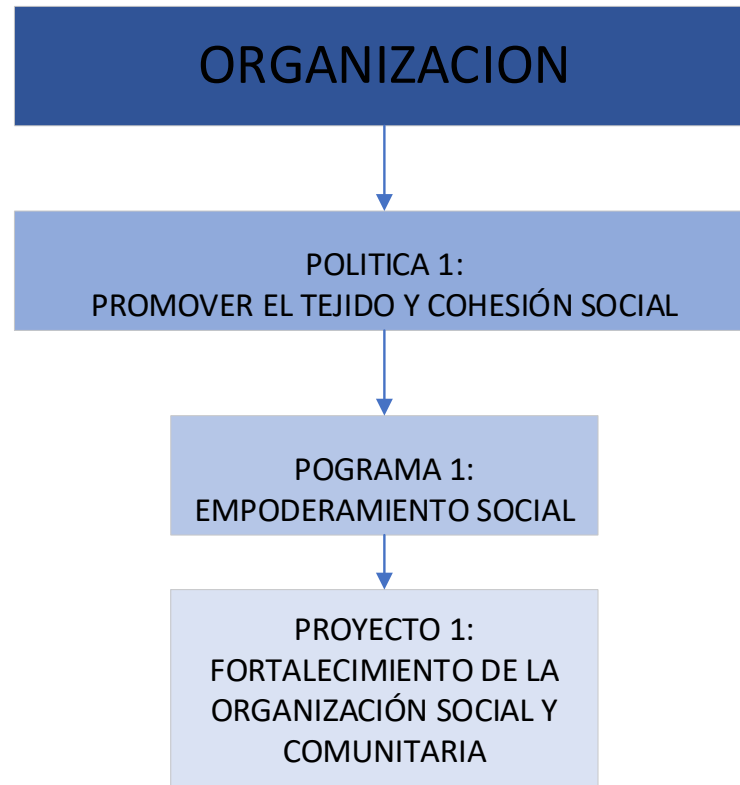 ORGANIZACION
POLITICA 1:
PROMOVER EL TEJIDO Y COHESIÓN SOCIAL
POGRAMA 1:
EMPODERAMIENTO SOCIAL
PROYECTO 1:
FORTALECIMIENTO DE LA
ORGANIZACIÓN SOCIAL Y
COMUNITARIA